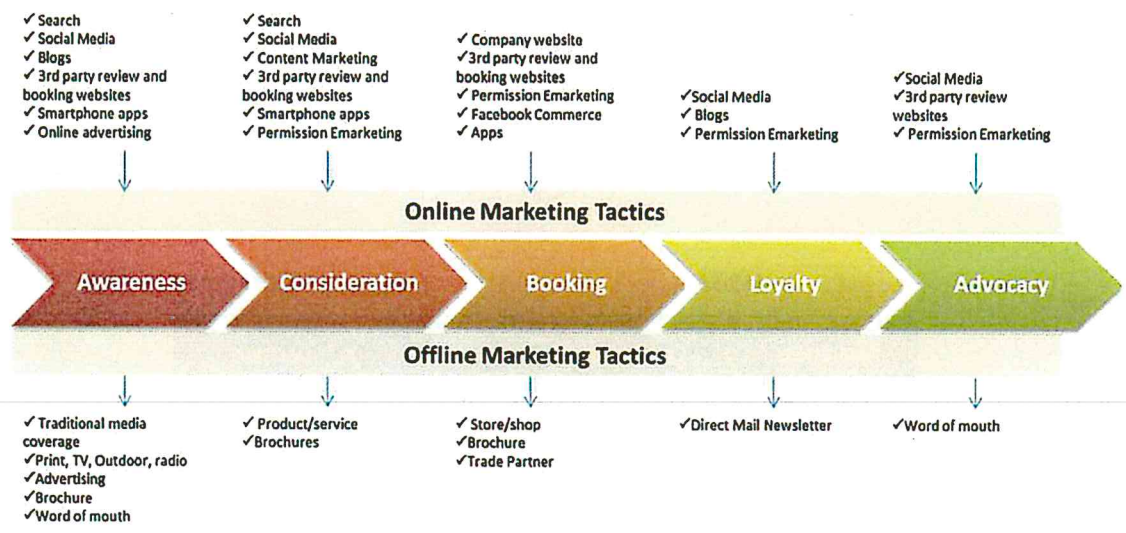 ✓ Search
✓ Social Media
✓ Blogs
✓ 3rd party review and
booking websites
✓ Smartphone apps
✓ Online advertising
✓ Search
✓ Social Media
✓ Content Marketing
✓ 3rd party review and
booking websites
✓ Smartphone apps
✓ Permission Emarketing
✓ Company website
✓3rd party review and
booking websites
✓ Permission Emarketing
✓ Facebook Commerce
✓ Apps
✓Social Media
✓ Blogs
✓ Permission Emarketing
✓Social Media
✓3rd party review
websites
✓ Permission Emarketing
Online Marketing Tactics
Awareness
Consideration
Booking
Loyalty
Advocacy
Offline Marketing Tactics
✓ Traditional media
coverage
✓Print, TV, Outdoor, radio
✓Advertising
✓Brochure
✓Word of mouth
✓ Product/service
✓Brochures
✓ Store/shop
✓Brochure
✓Trade Partner
✓Direct Mail Newsletter
✓Word of mouth